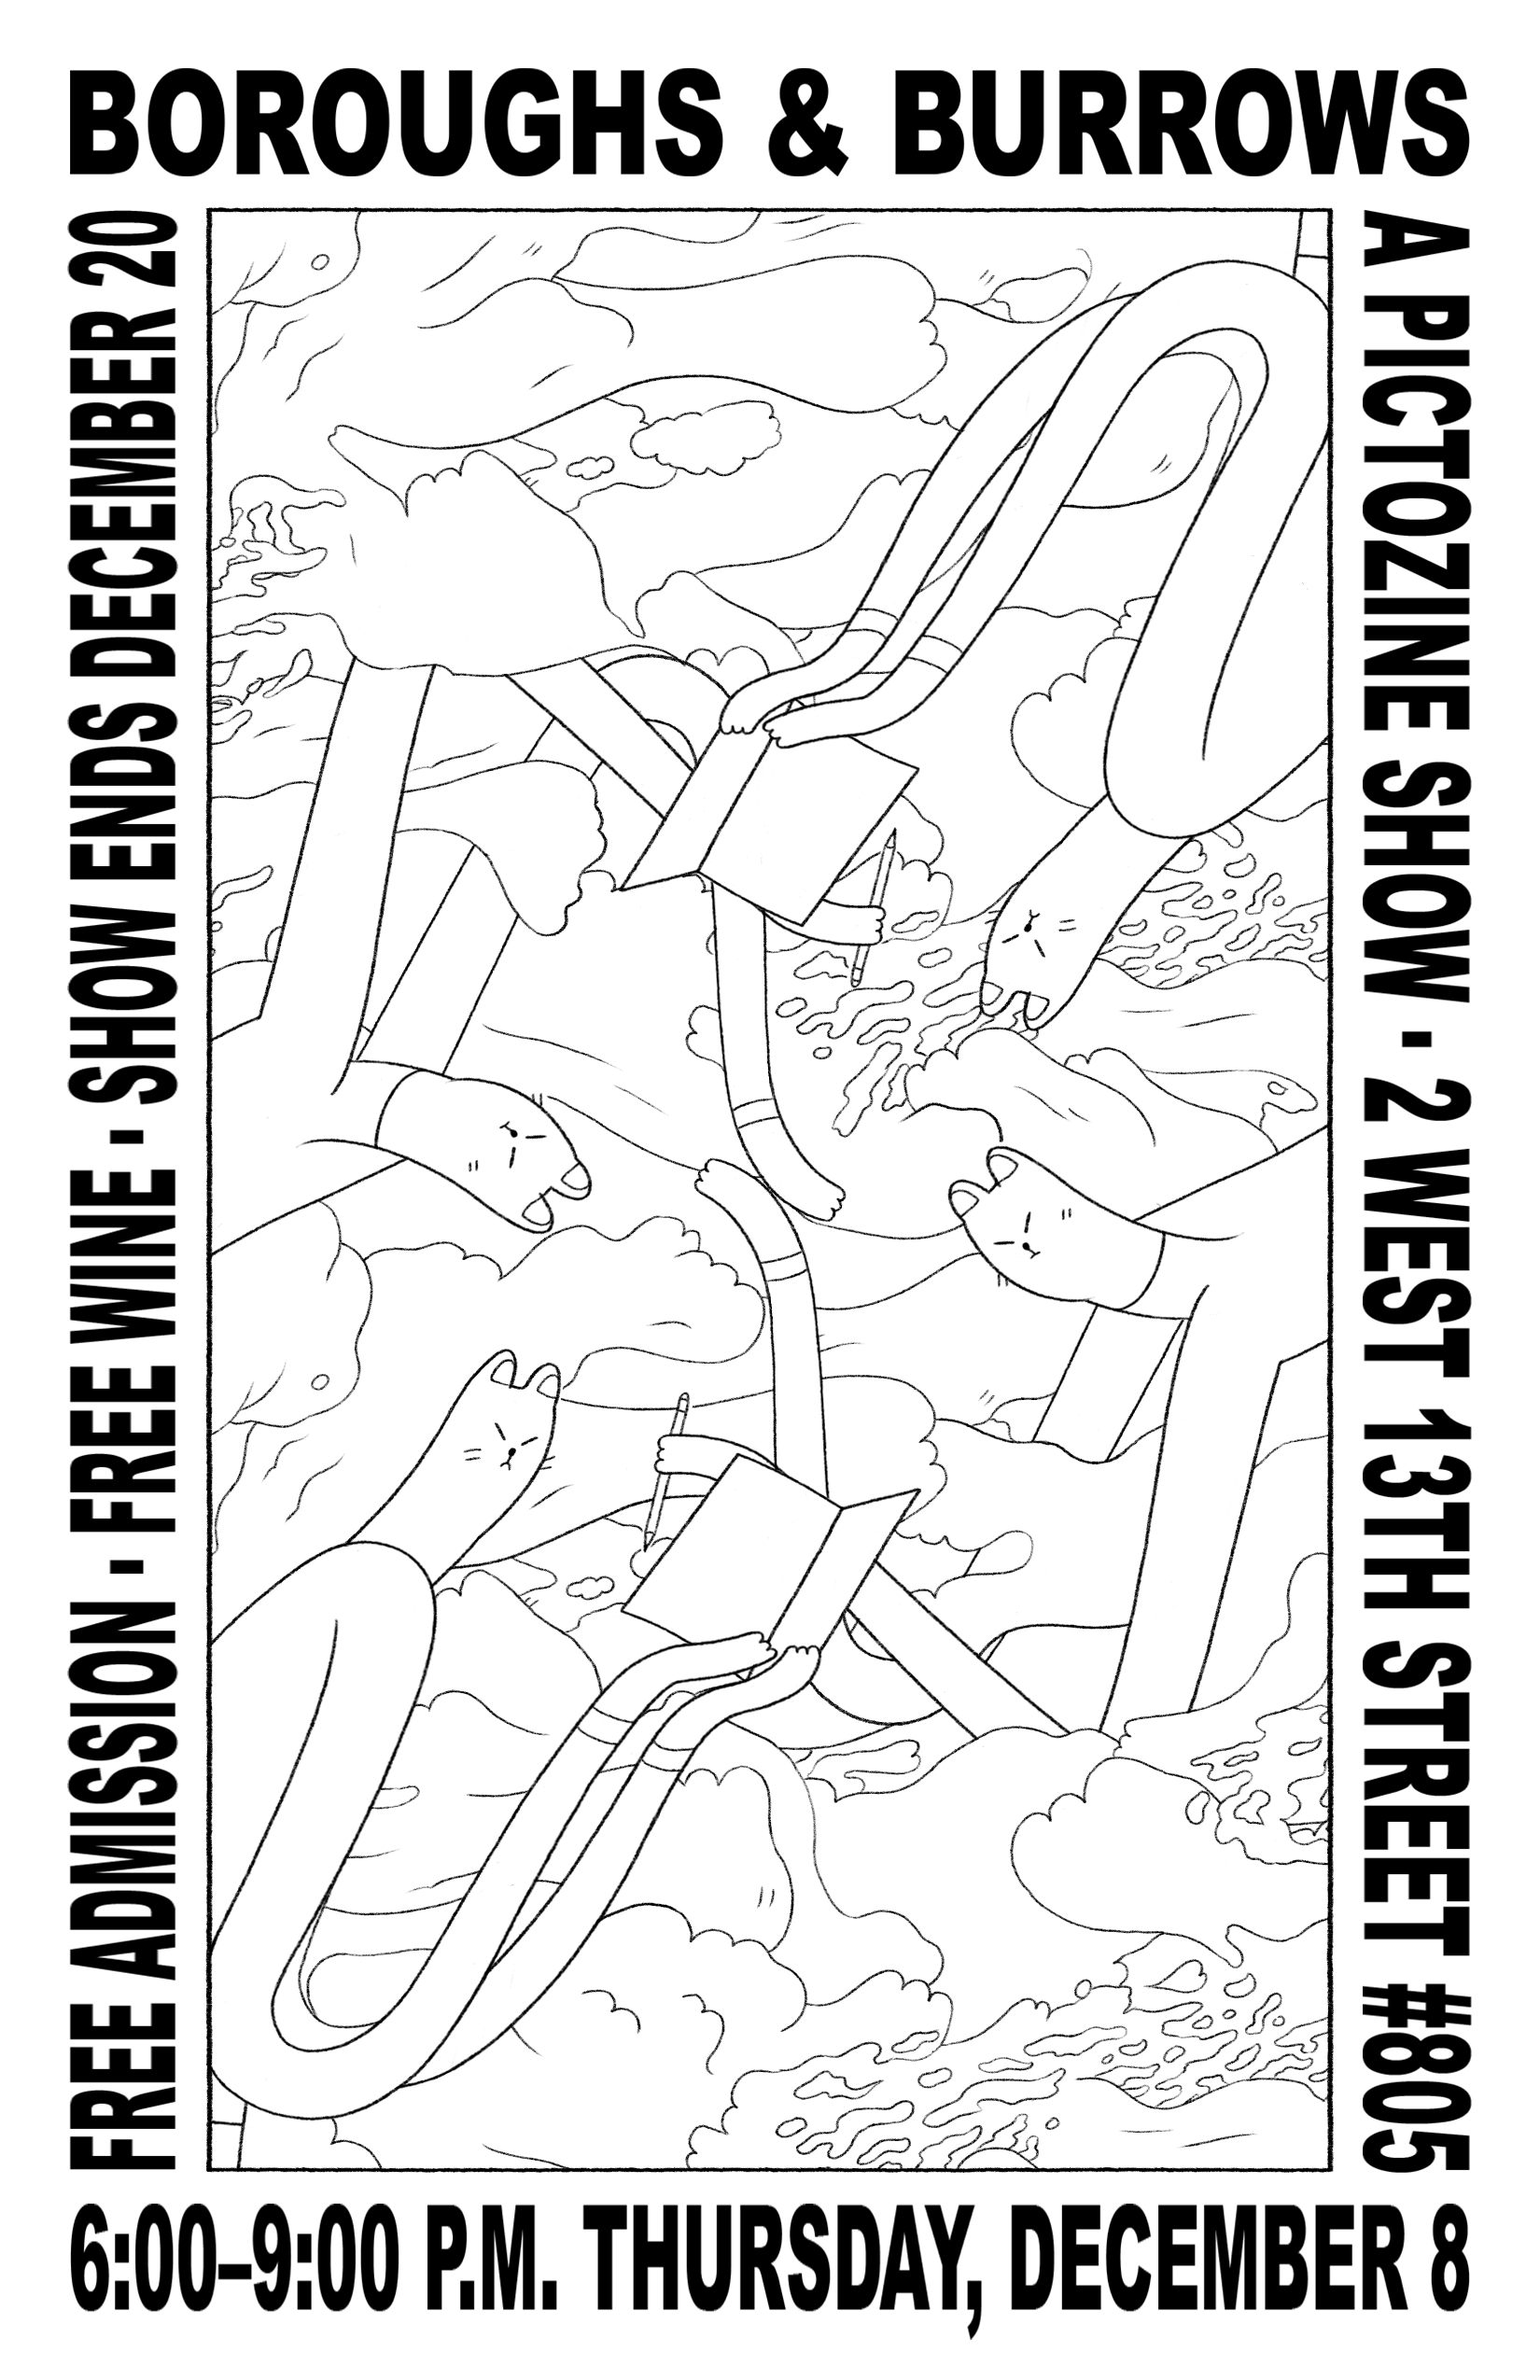 BOROUGHS & BURROWS
A PICTOZINE SHOW · 2 WEST 13TH STREET #805
6:00–9:00 P.M. THURSDAY, DECEMBER 8
FREE ADMISSION · FREE WINE · SHOW ENDS DECEMBER 20